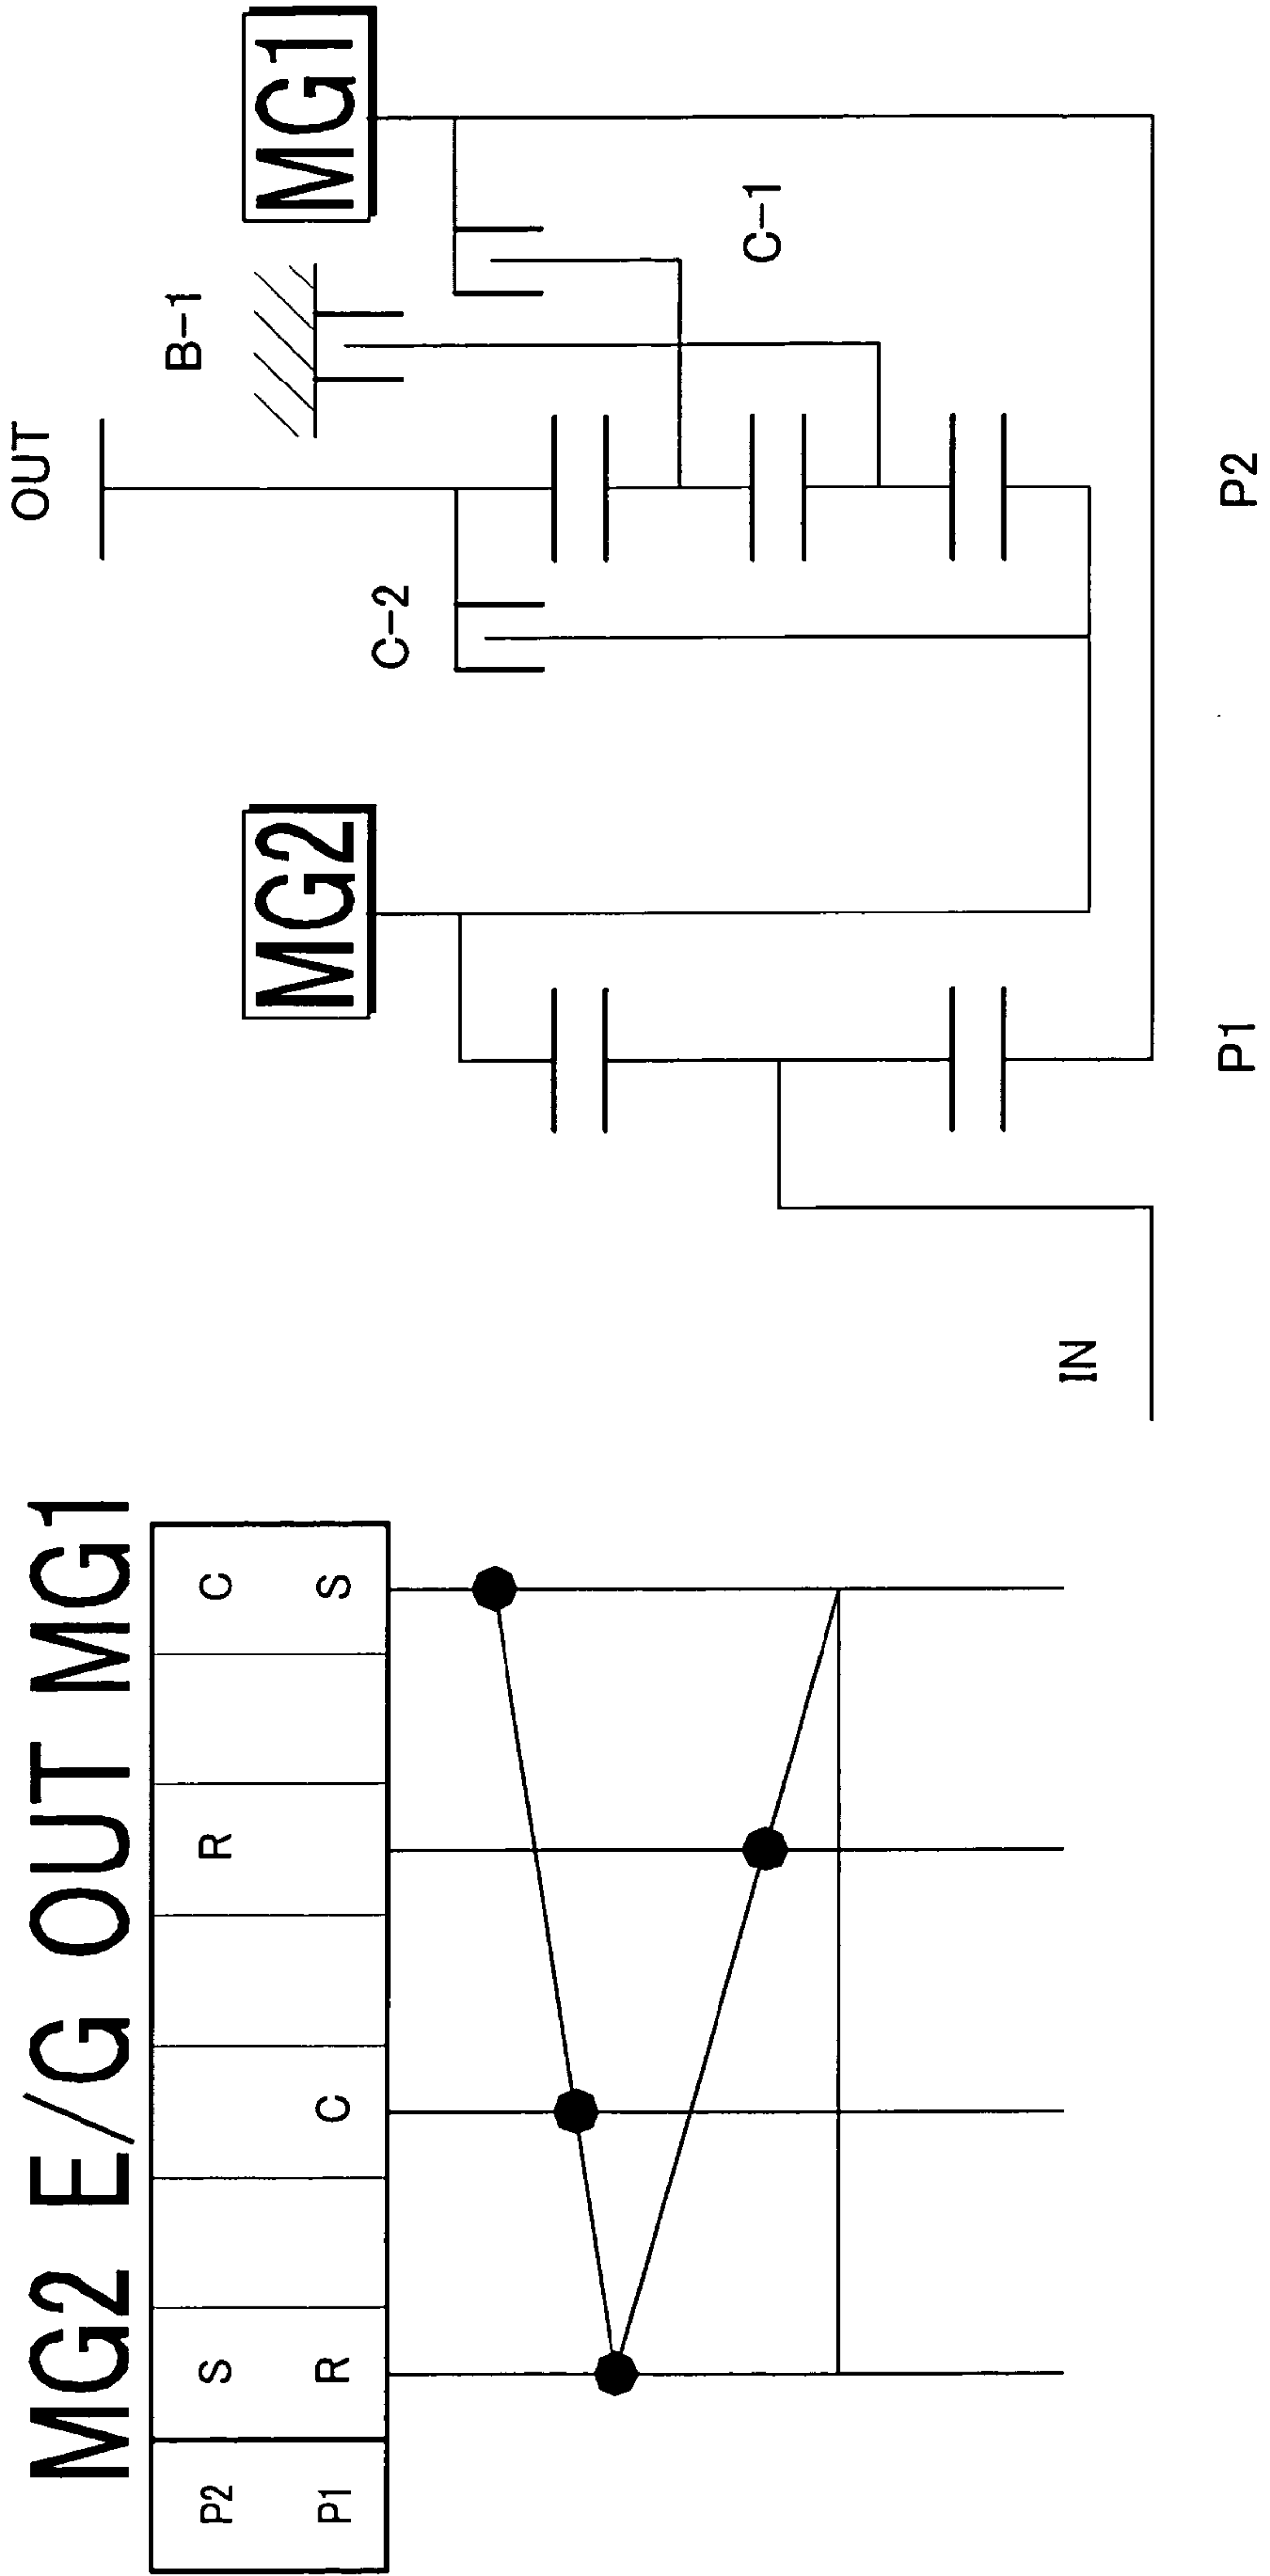 MG2 E/G OUT MG1
P2 S R C
P1 R C S
OUT
B-1
MG2
MG1
C-2
C-1
IN
P1
P2